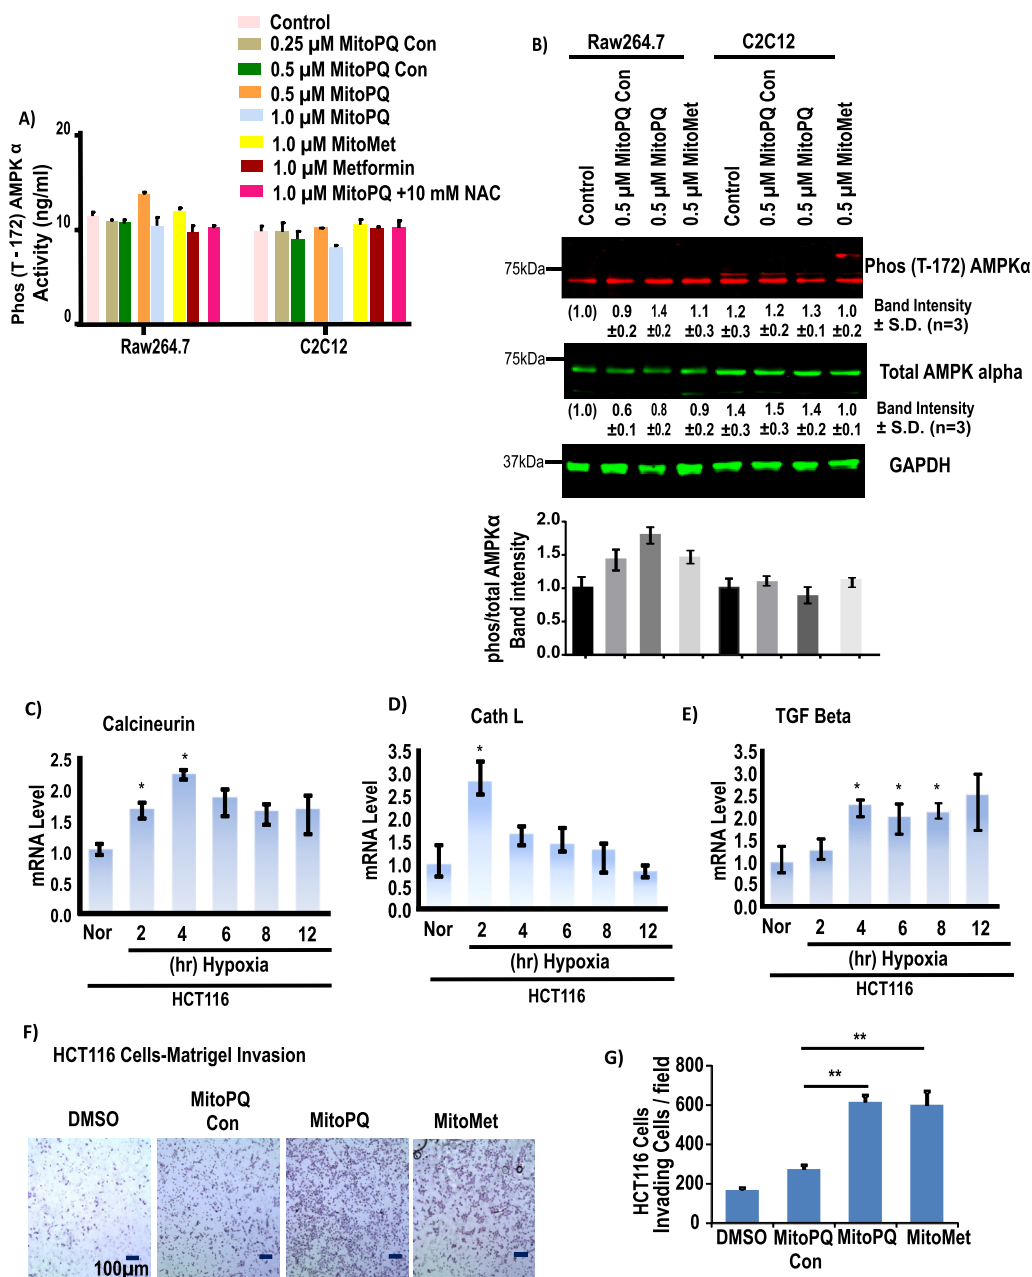 A)
Control
0.25 µM MitoPQ Con
0.5 µM MitoPQ Con
0.5 µM MitoPQ
1.0 µM MitoPQ
1.0 µM MitoMet
1.0 µM Metformin
1.0 µM MitoPQ +10 mM NAC
Phos (T - 172) AMPK α
Activity (ng/ml)
20
10
0
Raw264.7
C2C12
B)
Raw264.7
C2C12
Control
0.5 µM MitoPQ Con
0.5 µM MitoPQ
0.5 µM MitoMet
Control
0.5 µM MitoPQ Con
0.5 µM MitoPQ
0.5 µM MitoMet
75kDa
Phos (T-172) AMPKα
(1.0) 0.9 1.4 1.1 1.2 1.2 1.3 1.0
±0.2 ±0.2 ±0.3 ±0.3 ±0.2 ±0.1 ±0.2
Band Intensity
± S.D. (n=3)
75kDa
Total AMPK alpha
(1.0) 0.6 0.8 0.9 1.4 1.5 1.4 1.0
±0.1 ±0.2 ±0.2 ±0.3 ±0.3 ±0.2 ±0.1
Band Intensity
± S.D. (n=3)
37kDa
GAPDH
phos/total AMPKα
Band intensity
2.0
1.5
1.0
0.5
0.0
C)
Calcineurin
mRNA Level
2.5
2.0
1.5
1.0
0.5
0.0
* *
Nor 2 4 6 8 12
(hr) Hypoxia
HCT116
D)
Cath L
mRNA Level
3.5
3.0
2.5
2.0
1.5
1.0
0.5
0.0
*
Nor 2 4 6 8 12
(hr) Hypoxia
HCT116
E)
TGF Beta
mRNA Level
3.5
3.0
2.5
2.0
1.5
1.0
0.5
0.0
* * *
Nor 2 4 6 8 12
(hr) Hypoxia
HCT116
F)
HCT116 Cells-Matrigel Invasion
DMSO
MitoPQ
Con
MitoPQ
MitoMet
100µm
G)
HCT116 Cells
Invading Cells / field
800
600
400
200
0
**
**
DMSO MitoPQ MitoPQ MitoMet
Con